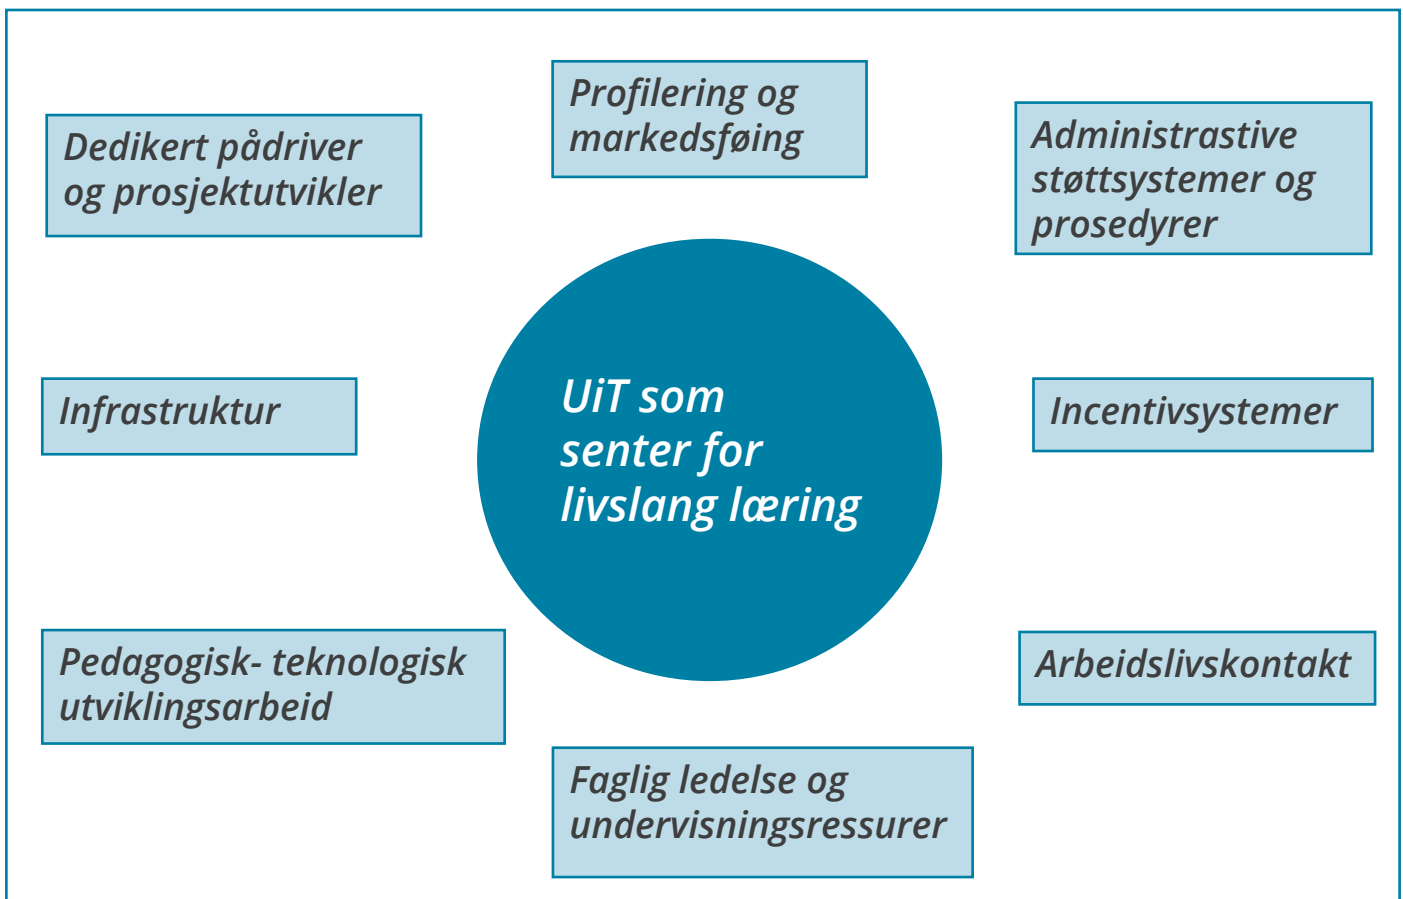 Profilering og
markedsføing
Dedikert pådriver
og prosjektutvikler
Administrastive
støttsystemer og
prosedyrer
Infrastruktur
UiT som
senter for
livslang læring
Incentivsystemer
Pedagogisk- teknologisk
utviklingsarbeid
Arbeidslivskontakt
Faglig ledelse og
undervisningsressurer